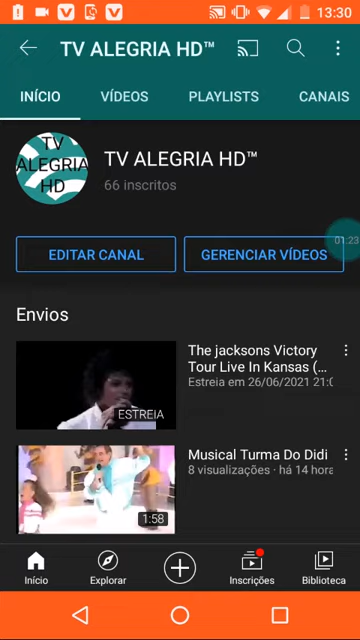 13:30
TV ALEGRIA HD™
INÍCIO
VÍDEOS
PLAYLISTS
CANAIS
TV
ALEGRIA
HD
TV ALEGRIA HD™
66 inscritos
01:23
EDITAR CANAL
GERENCIAR VÍDEOS
Envios
The jacksons Victory
Tour Live In Kansas (...
Estreia em 26/06/2021 21:0
ESTREIA
Musical Turma Do Didi
8 visualizações · há 14 hora
1:58
Início
Explorar
Inscrições
Biblioteca